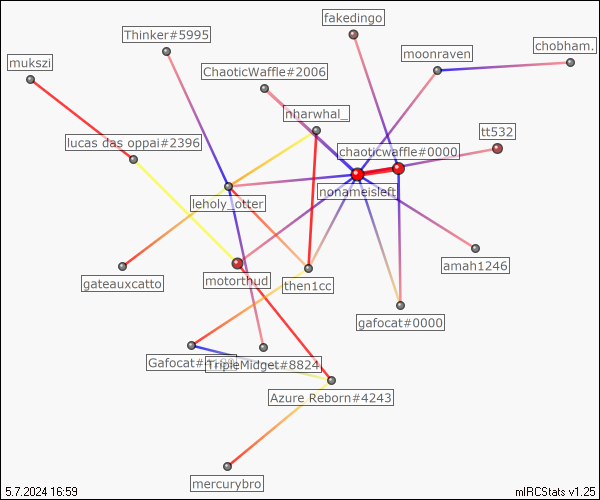 fakedingo
Thinker#5995
chobham.
moonraven
mukszi
ChaoticWaffle#2006
nharwhal_
tt532
lucas das oppai#2396
chaoticwaffle#0000
nonameisleft
leholy_otter
amah1246
gateauxcatto
motorthud
then1cc
gafocat#0000
Gafocat#
TripleMidget#8824
Azure Reborn#4243
mercurybro
5.7.2024 16:59
mIRCStats v1.25